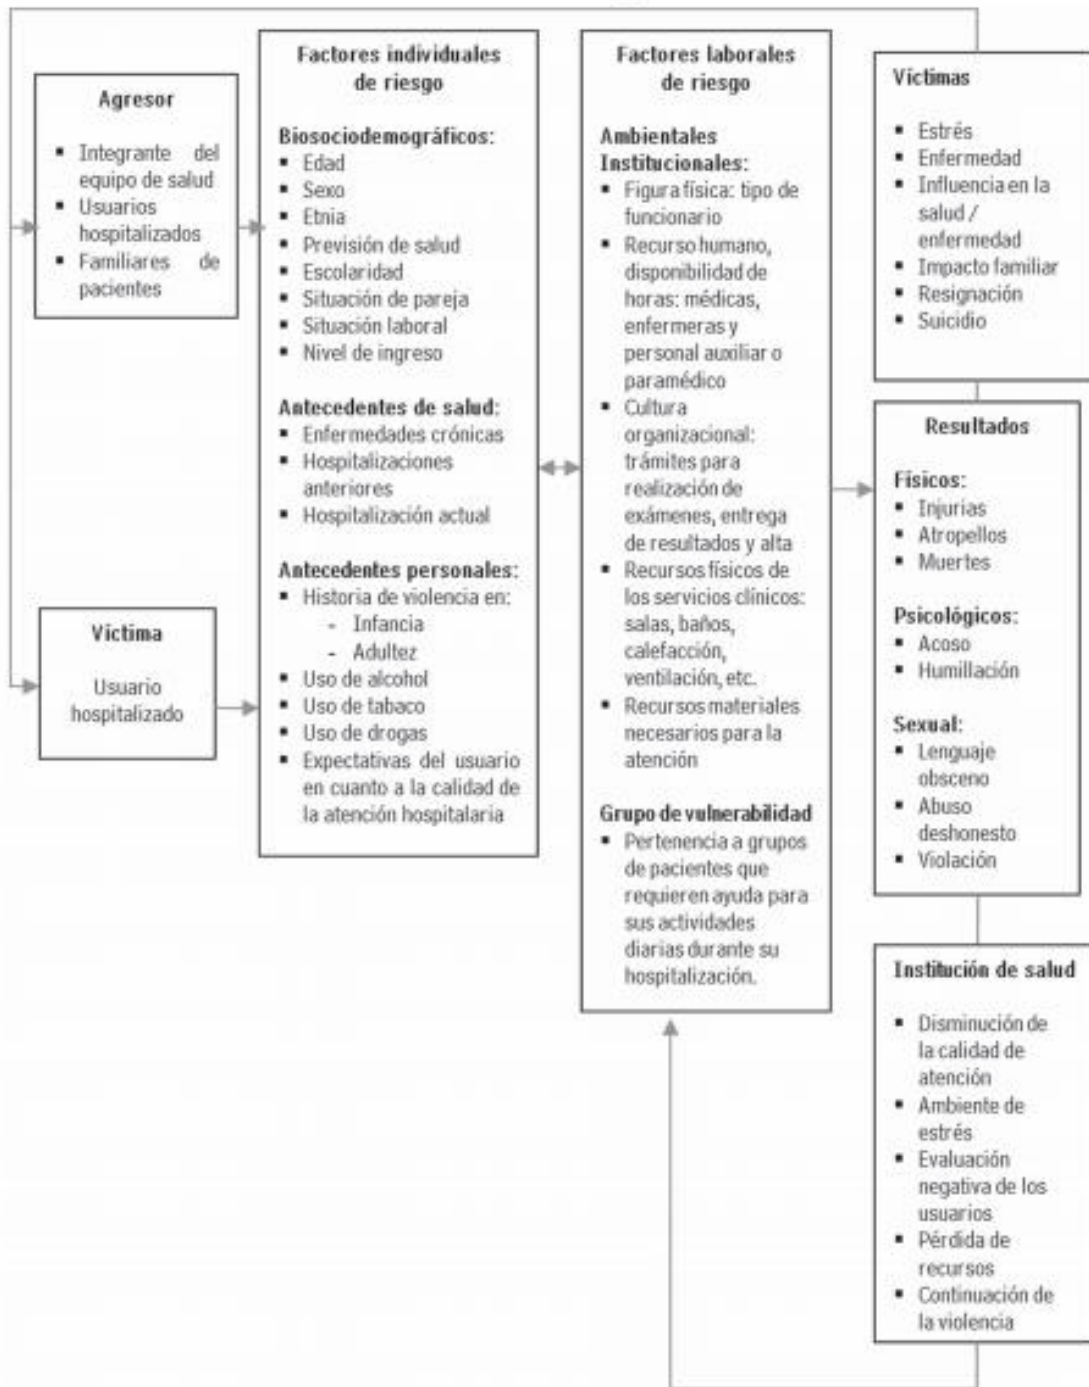 Agresor
▪ Integrante del
equipo de salud
▪ Usuarios
hospitalizados
▪ Familiares de
pacientes
Víctima
Usuario
hospitalizado
Factores individuales
de riesgo
Biosociodemográficos:
▪ Edad
▪ Sexo
▪ Etnia
▪ Previsión de salud
▪ Escolaridad
▪ Situación de pareja
▪ Situación laboral
▪ Nivel de ingreso
Antecedentes de salud:
▪ Enfermedades crónicas
▪ Hospitalizaciones
anteriores
▪ Hospitalización actual
Antecedentes personales:
▪ Historia de violencia en:
- Infancia
- Adultez
▪ Uso de alcohol
▪ Uso de tabaco
▪ Uso de drogas
▪ Expectativas del usuario
en cuanto a la calidad de
la atención hospitalaria
Factores laborales
de riesgo
Ambientales
Institucionales:
▪ Figura física: tipo de
funcionario
▪ Recurso humano,
disponibilidad de
horas: médicas,
enfermeras y
personal auxiliar o
paramédico
▪ Cultura
organizacional:
trámites para
realización de
exámenes, entrega
de resultados y alta
▪ Recursos físicos de
los servicios clínicos:
salas, baños,
calefacción,
ventilación, etc.
▪ Recursos materiales
necesarios para la
atención
Grupo de vulnerabilidad
▪ Pertenencia a grupos
de pacientes que
requieren ayuda para
sus actividades
diarias durante su
hospitalización.
Víctimas
▪ Estrés
▪ Enfermedad
▪ Influencia en la
salud /
enfermedad
▪ Impacto familiar
▪ Resignación
▪ Suicidio
Resultados
Físicos:
▪ Injurias
▪ Atropellos
▪ Muertes
Psicológicos:
▪ Acoso
▪ Humillación
Sexual:
▪ Lenguaje
obsceno
▪ Abuso
deshonesto
▪ Violación
Institución de salud
▪ Disminución de
la calidad de
atención
▪ Ambiente de
estrés
▪ Evaluación
negativa de los
usuarios
▪ Pérdida de
recursos
▪ Continuación de
la violencia